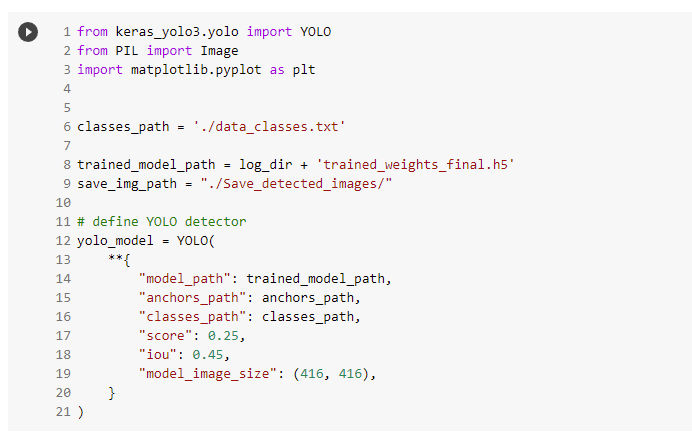 1 from keras_yolo3.yolo import YOLO
2 from PIL import Image
3 import matplotlib.pyplot as plt
4
5
6 classes_path = './data_classes.txt'
7
8 trained_model_path = log_dir + 'trained_weights_final.h5'
9 save_img_path = "./Save_detected_images/"
10
11 # define YOLO detector
12 yolo_model = YOLO(
13     **{
14         "model_path": trained_model_path,
15         "anchors_path": anchors_path,
16         "classes_path": classes_path,
17         "score": 0.25,
18         "iou": 0.45,
19         "model_image_size": (416, 416),
20     }
21 )